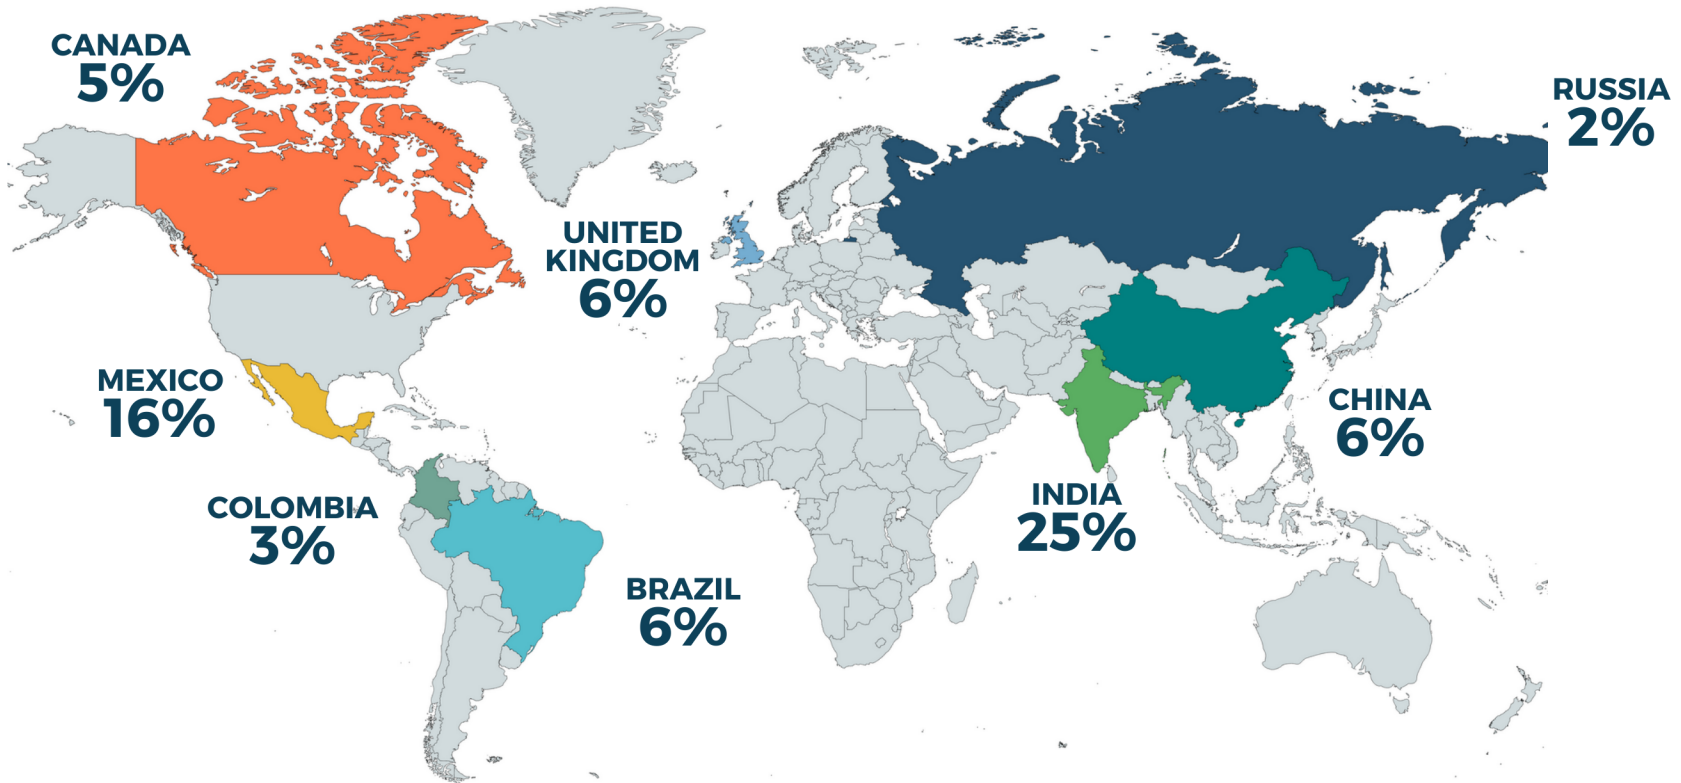 CANADA
5%
RUSSIA
2%
UNITED
KINGDOM
6%
MEXICO
16%
CHINA
6%
COLOMBIA
3%
INDIA
25%
BRAZIL
6%